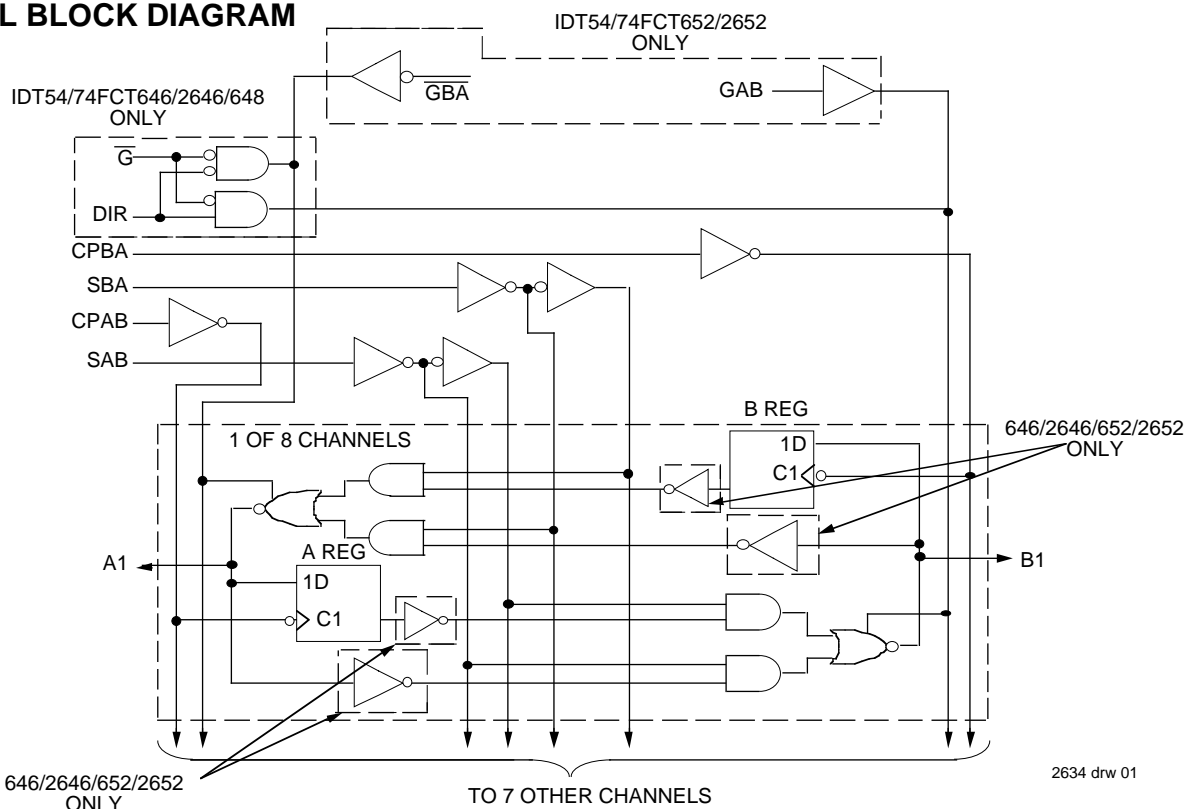 L BLOCK DIAGRAM
IDT54/74FCT652/2652
ONLY
IDT54/74FCT646/2646/648
ONLY
GBA
GAB
G
DIR
CPBA
SBA
CPAB
SAB
B REG
1 OF 8 CHANNELS
1D
C1
646/2646/652/2652
ONLY
A REG
A1
B1
1D
C1
646/2646/652/2652
ONLY
TO 7 OTHER CHANNELS
2634 drw 01